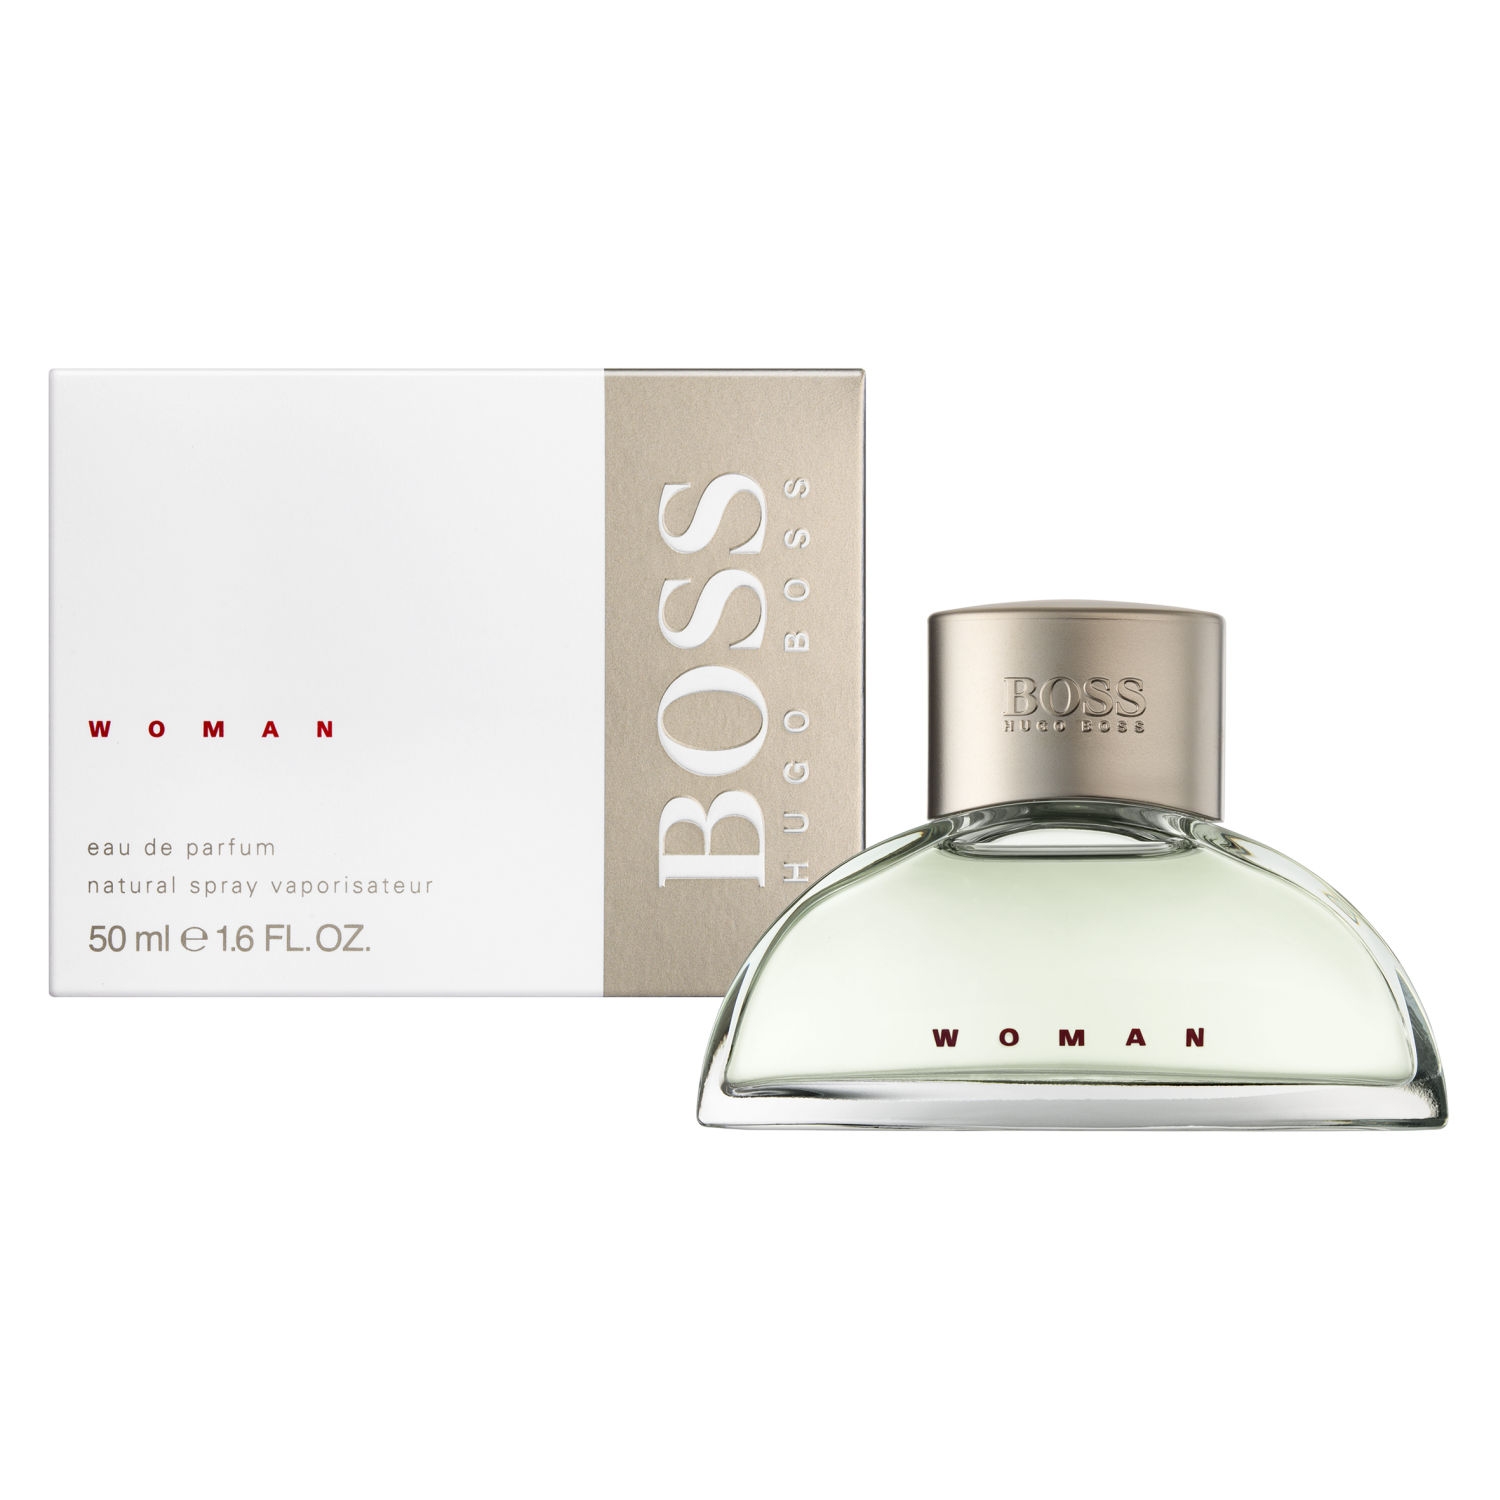 WOMAN
eau de parfum
natural spray vaporisateur
50 ml ℮ 1.6 FL. OZ.
BOSS
HUGO BOSS
BOSS
HUGO BOSS
WOMAN